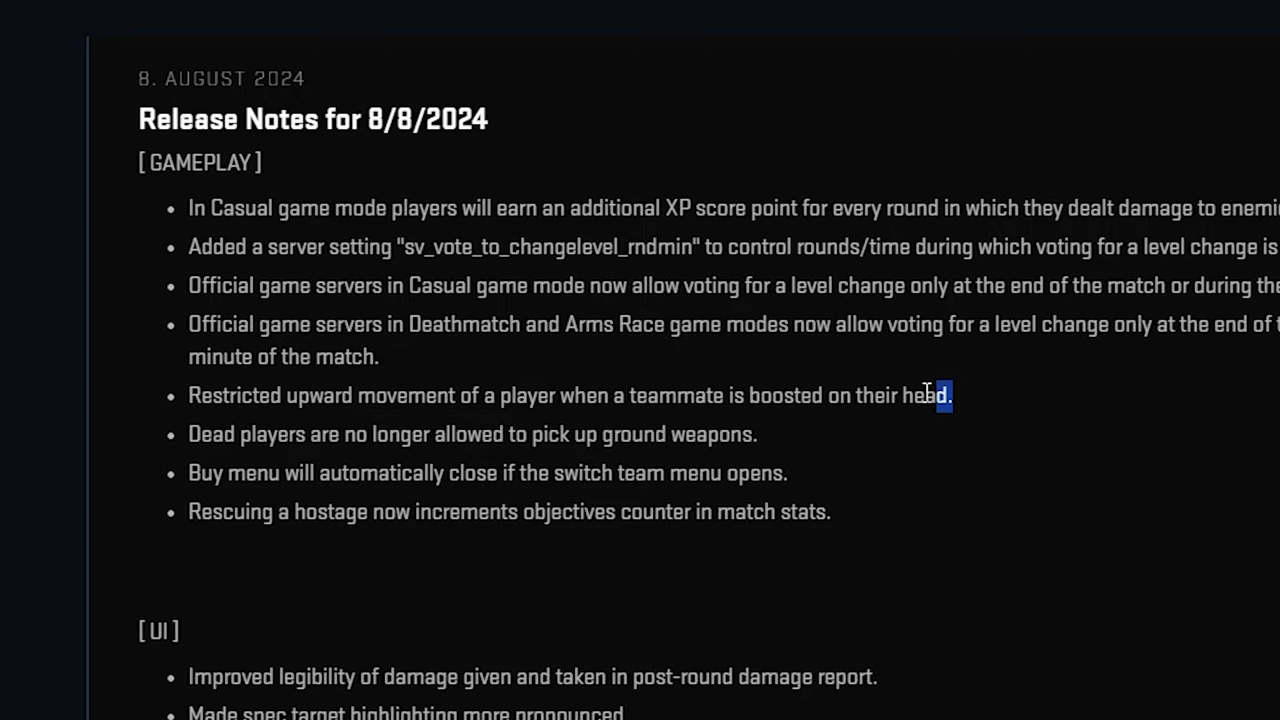 8. AUGUST 2024
Release Notes for 8/8/2024
[ GAMEPLAY ]
• In Casual game mode players will earn an additional XP score point for every round in which they dealt damage to
• Added a server setting "sv_vote_to_changelevel_rndmin" to control rounds/time during which voting for a level change is
• Official game servers in Casual game mode now allow voting for a level change only at the end of the match or during the
• Official game servers in Deathmatch and Arms Race game modes now allow voting for a level change only at the end of
minute of the match.
• Restricted upward movement of a player when a teammate is boosted on their head.
• Dead players are no longer allowed to pick up ground weapons.
• Buy menu will automatically close if the switch team menu opens.
• Rescuing a hostage now increments objectives counter in match stats.
[ UI ]
• Improved legibility of damage given and taken in post-round damage report.
• Made spec target highlighting more pronounced.